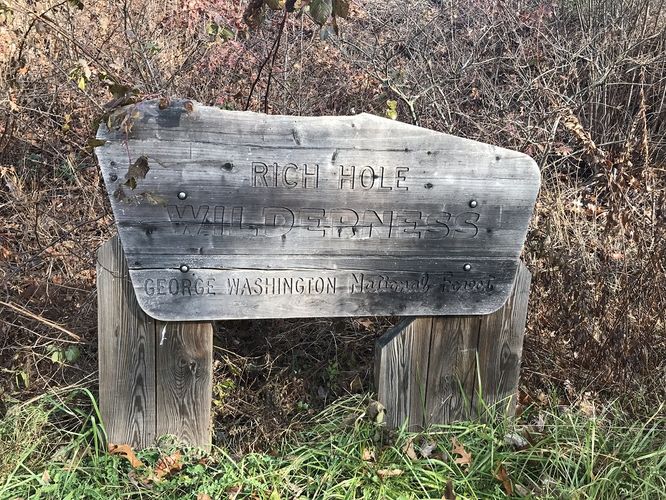 RICH HOLE
WILDERNESS
GEORGE WASHINGTON National Forest